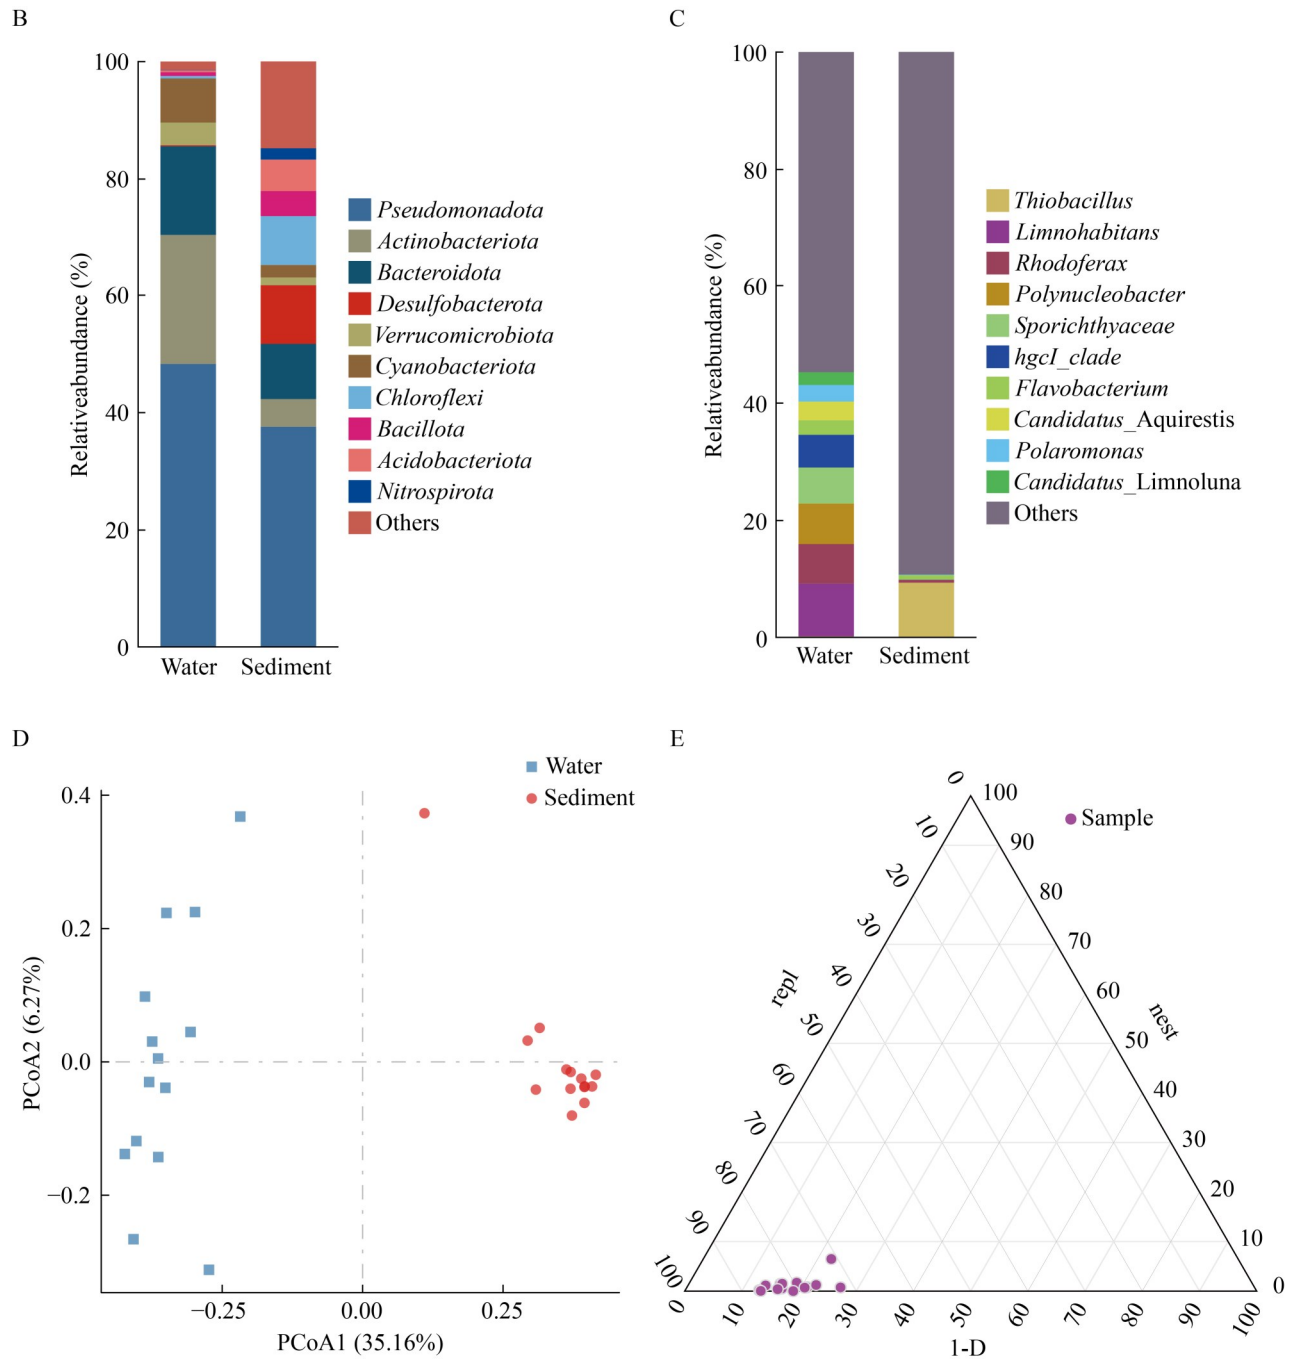 B
100
80
60
40
20
0
Relativeabundance (%)
Water
Sediment
Pseudomonadota
Actinobacteriota
Bacteroidota
Desulfobacterota
Verrucomicrobiota
Cyanobacteriota
Chloroflexi
Bacillota
Acidobacteriota
Nitrospirota
Others
C
100
80
60
40
20
0
Relativeabundance (%)
Water
Sediment
Thiobacillus
Limnohabitans
Rhodoferax
Polynucleobacter
Sporichthyaceae
hgcI_clade
Flavobacterium
Candidatus_Aquirestis
Polaromonas
Candidatus_Limnoluna
Others
D
Water
Sediment
0.4
0.2
0.0
−0.2
PCoA2 (6.27%)
−0.25
0.00
0.25
PCoA1 (35.16%)
E
Sample
0
10
20
30
40
50
60
70
80
90
100
repl
100
90
80
70
60
50
40
30
20
10
0
nest
0
10
20
30
40
50
60
70
80
90
100
1-D